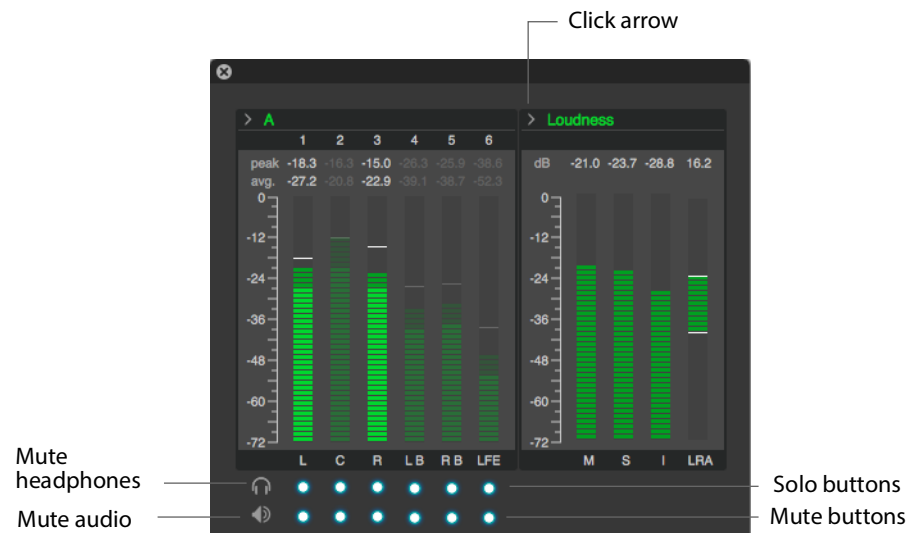 Click arrow
A
Loudness
1 2 3 4 5 6
peak -18.3 -16.3 -15.0 -26.3 -25.9 -38.6
avg. -27.2 -20.8 -22.9 -39.1 -38.7 -52.3
dB -21.0 -23.7 -28.8 16.2
0
-12
-24
-36
-48
-60
-72
0
-12
-24
-36
-48
-60
-72
L C R L B R B LFE
M S I LRA
Mute
headphones
Mute audio
Solo buttons
Mute buttons